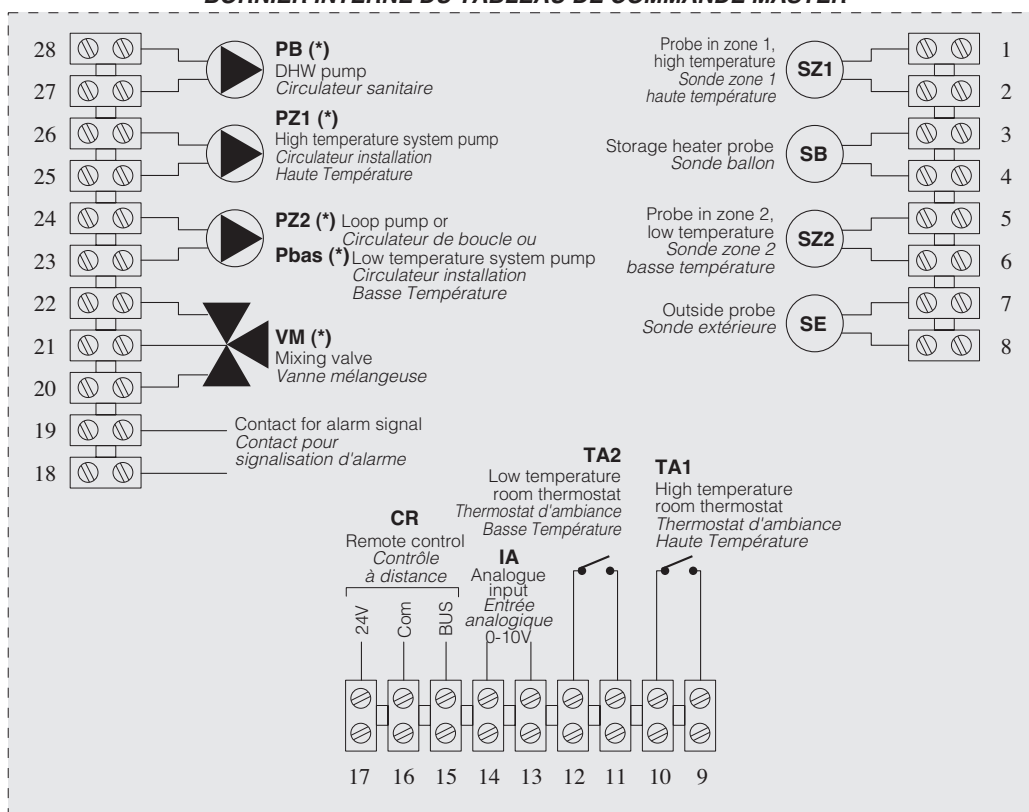 BORNIER INTERNE DU TABLEAU DE COMMANDE MASTER
28
27
PB (*)
DHW pump
Circulateur sanitaire
26
25
PZ1 (*)
High temperature system pump
Circulateur installation
Haute Température
24
23
PZ2 (*) Loop pump or
Circulateur de boucle ou
Pbas (*) Low temperature system pump
Circulateur installation
Basse Température
22
21
20
VM (*)
Mixing valve
Vanne mélangeuse
19
18
Contact for alarm signal
Contact pour
signalisation d'alarme
Probe in zone 1,
high temperature
Sonde zone 1
haute température
SZ1
1
2
Storage heater probe
Sonde ballon
SB
3
4
Probe in zone 2,
low temperature
Sonde zone 2
basse température
SZ2
5
6
Outside probe
Sonde extérieure
SE
7
8
CR
Remote control
Contrôle
à distance
24V
Com
BUS
IA
Analogue
input
Entrée
analogique
0-10V
TA2
Low temperature
room thermostat
Thermostat d'ambiance
Basse Température
TA1
High temperature
room thermostat
Thermostat d'ambiance
Haute Température
17 16 15 14 13 12 11 10 9